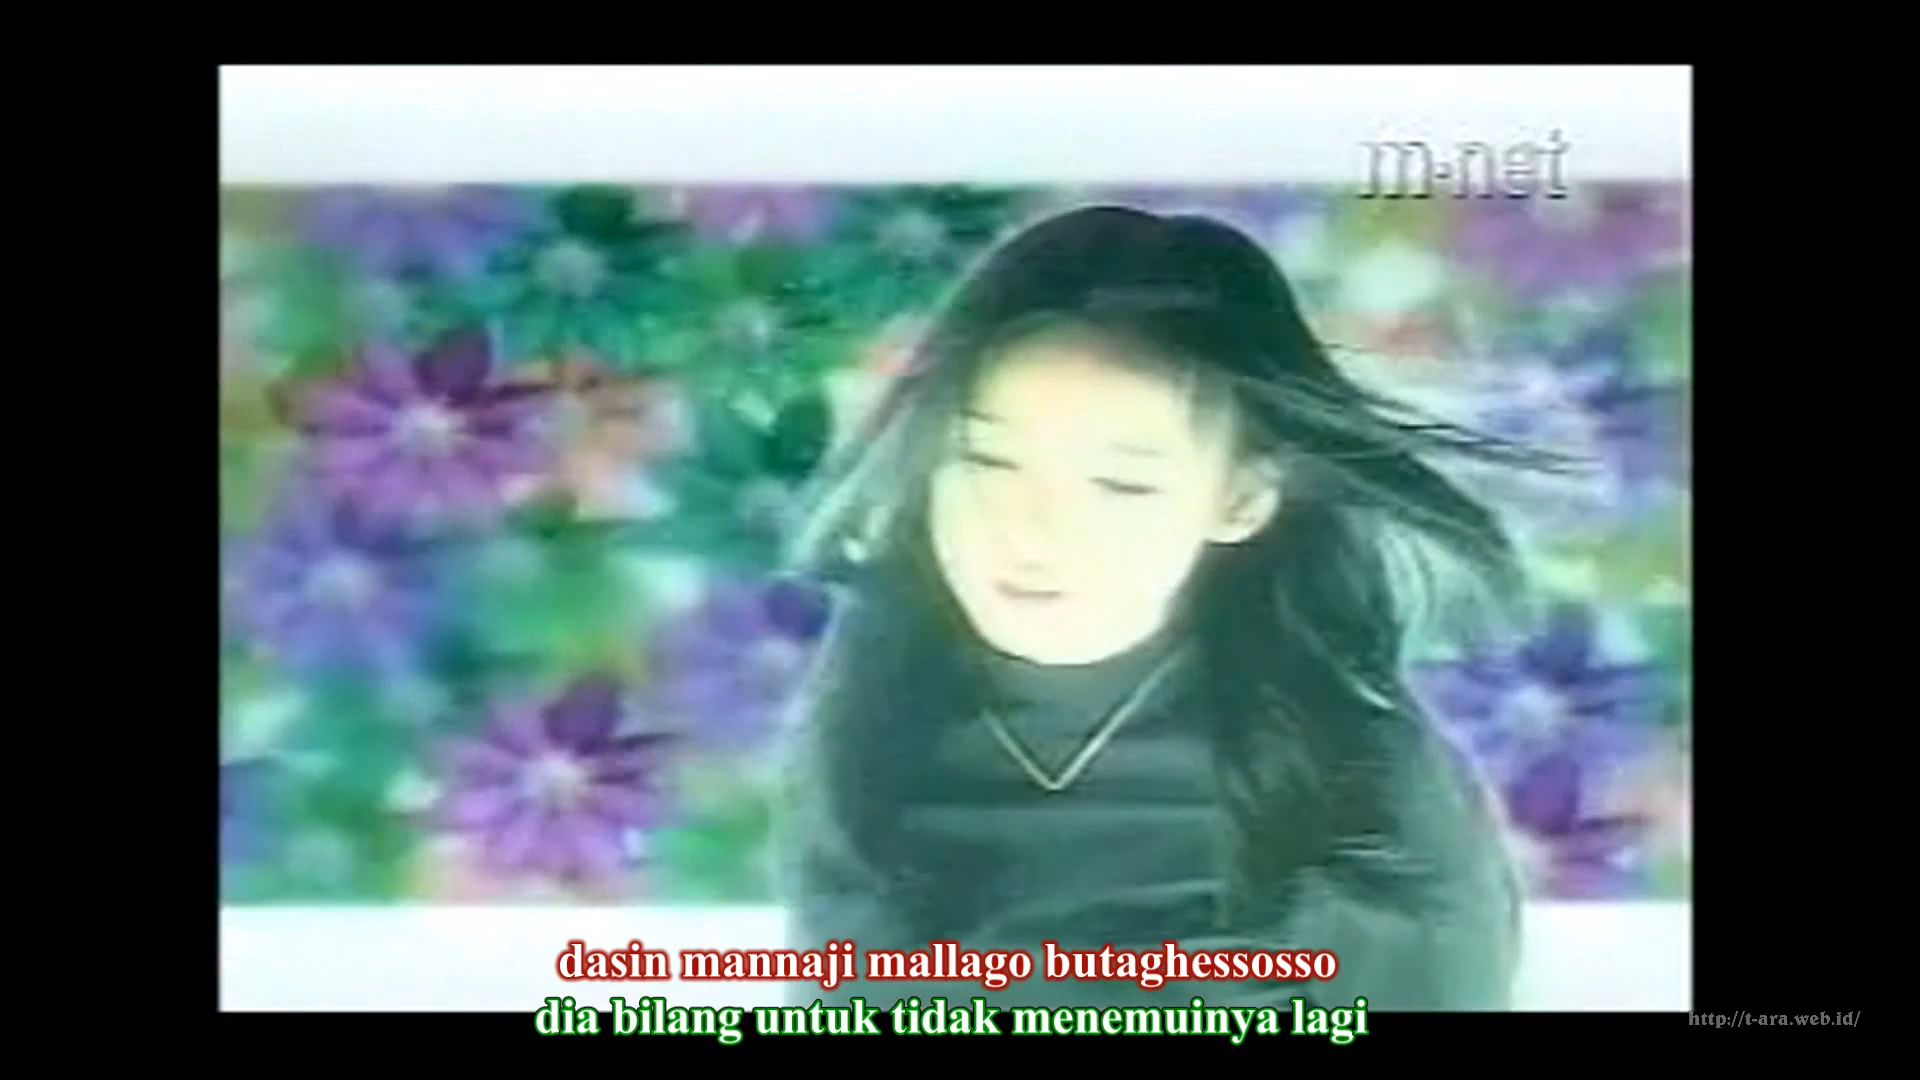 m·net
dasin mannaji mallago butaghessosso
dia bilang untuk tidak menemuinya lagi
http://t-ara.web.id/